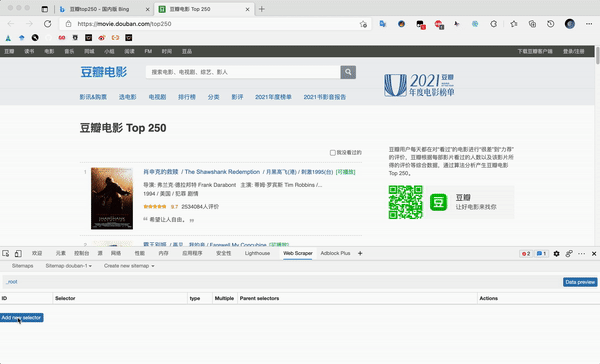 豆瓣top250 - 国内版 Bing
豆瓣电影 Top 250
https://movie.douban.com/top250
豆瓣 读书 电影 音乐 同城 小组 阅读 FM 时间 豆品
下载豆瓣客户端 登录/注册
豆瓣电影
搜索电影、电视剧、综艺、影人
影讯&购票 选电影 电视剧 排行榜 分类 影评 2021年度榜单 2021书影音报告
2021 豆瓣
年度电影榜单
豆瓣电影 Top 250
我没看过的
1
肖申克的救赎 / The Shawshank Redemption / 月黑高飞(港) / 刺激1995(台) [可播放]
导演: 弗兰克·德拉邦特 Frank Darabont 主演: 蒂姆·罗宾斯 Tim Robbins /...
1994 / 美国 / 犯罪 剧情
9.7 2534084人评价
希望让人自由。
2
霸王别姬 / 再见，我的妾 / Farewell My Concubine [可播放]
豆瓣用户每天都在对“看过”的电影进行“很差”到“力荐”
的评价，豆瓣根据每部影片看过的人数以及该影片所
得的评价等综合数据，通过算法分析产生豆瓣电影
Top 250。
豆
豆瓣
让好电影来找你
欢迎 元素 控制台 源 网络 性能 内存 应用程序 安全性 Lighthouse Web Scraper Adblock Plus
2 1
Sitemaps Sitemap douban-1 Create new sitemap
_root
Data preview
ID Selector type Multiple Parent selectors Actions
Add new selector